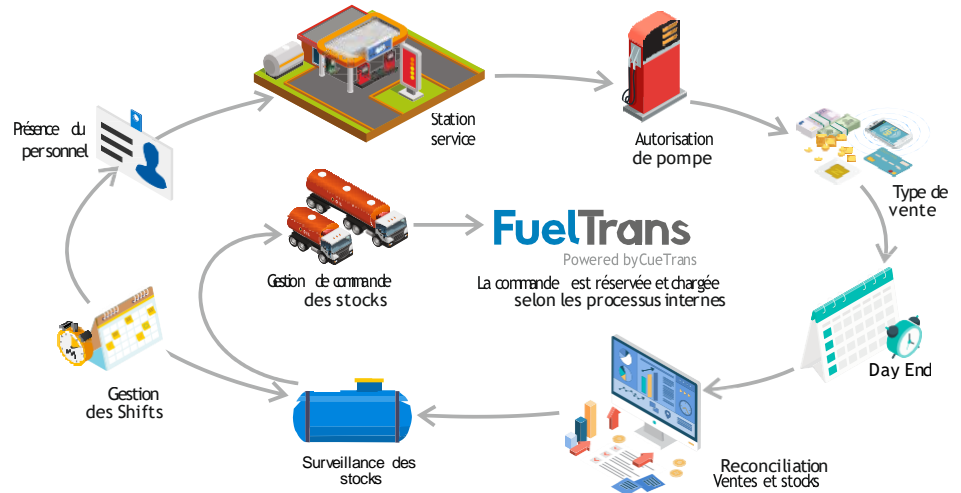 Présence du
personnel
Station
service
Autorisation
de pompe
Type de
vente
Gestion de commande
des stocks
FuelTrans
Powered by CueTrans
La commande est réservée et chargée
selon les processus internes
Day End
Gestion
des Shifts
Surveillance des
stocks
Reconciliation
Ventes et stocks